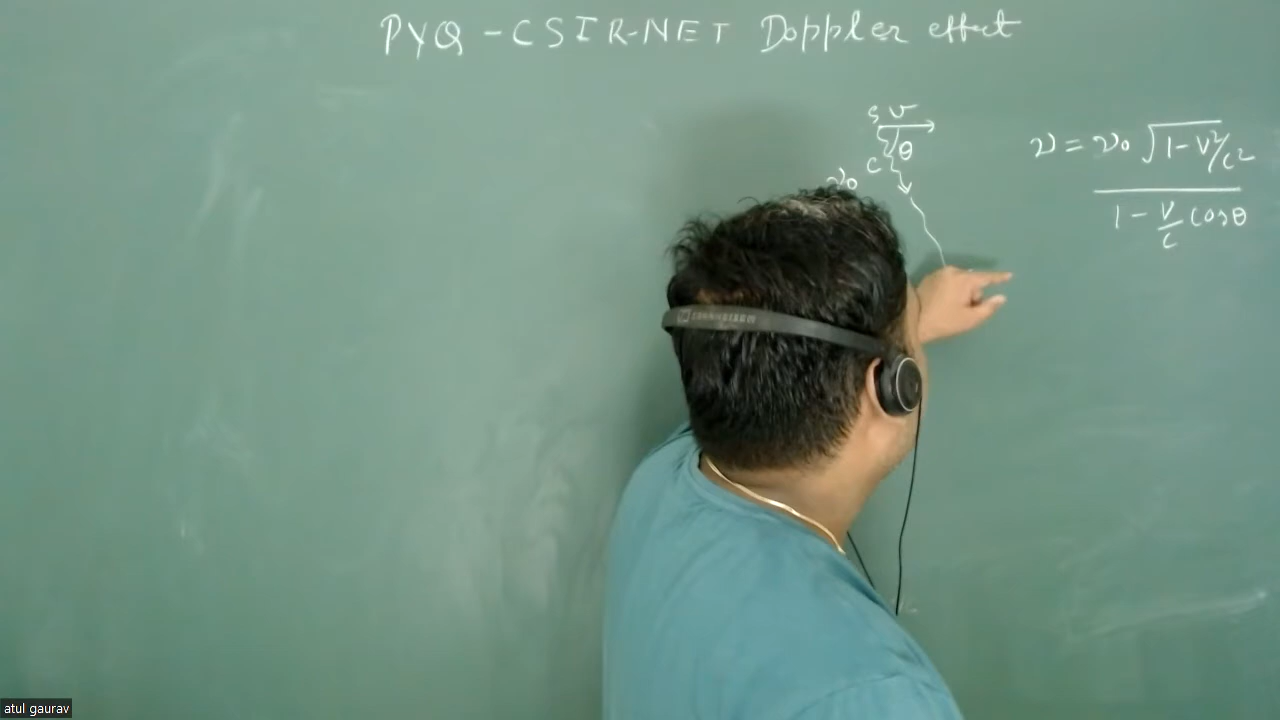 PYQ - CSIR-NET Doppler effect
S v
θ
c
ν₀
ν = ν₀ √1 - v²/c²
1 - v/c cosθ
atul gaurav